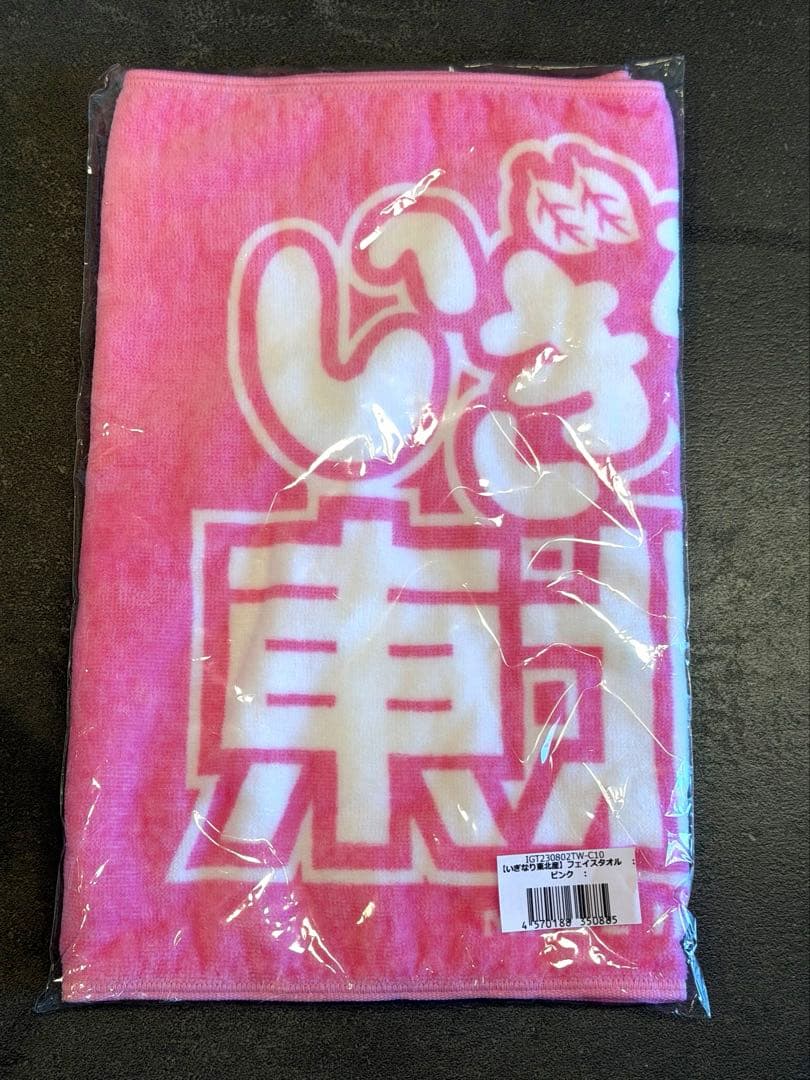 いぎ
東
IGT230802TW-C10
【いぎなり東北産】フェイスタオル :
ピンク :
4 570188 350885